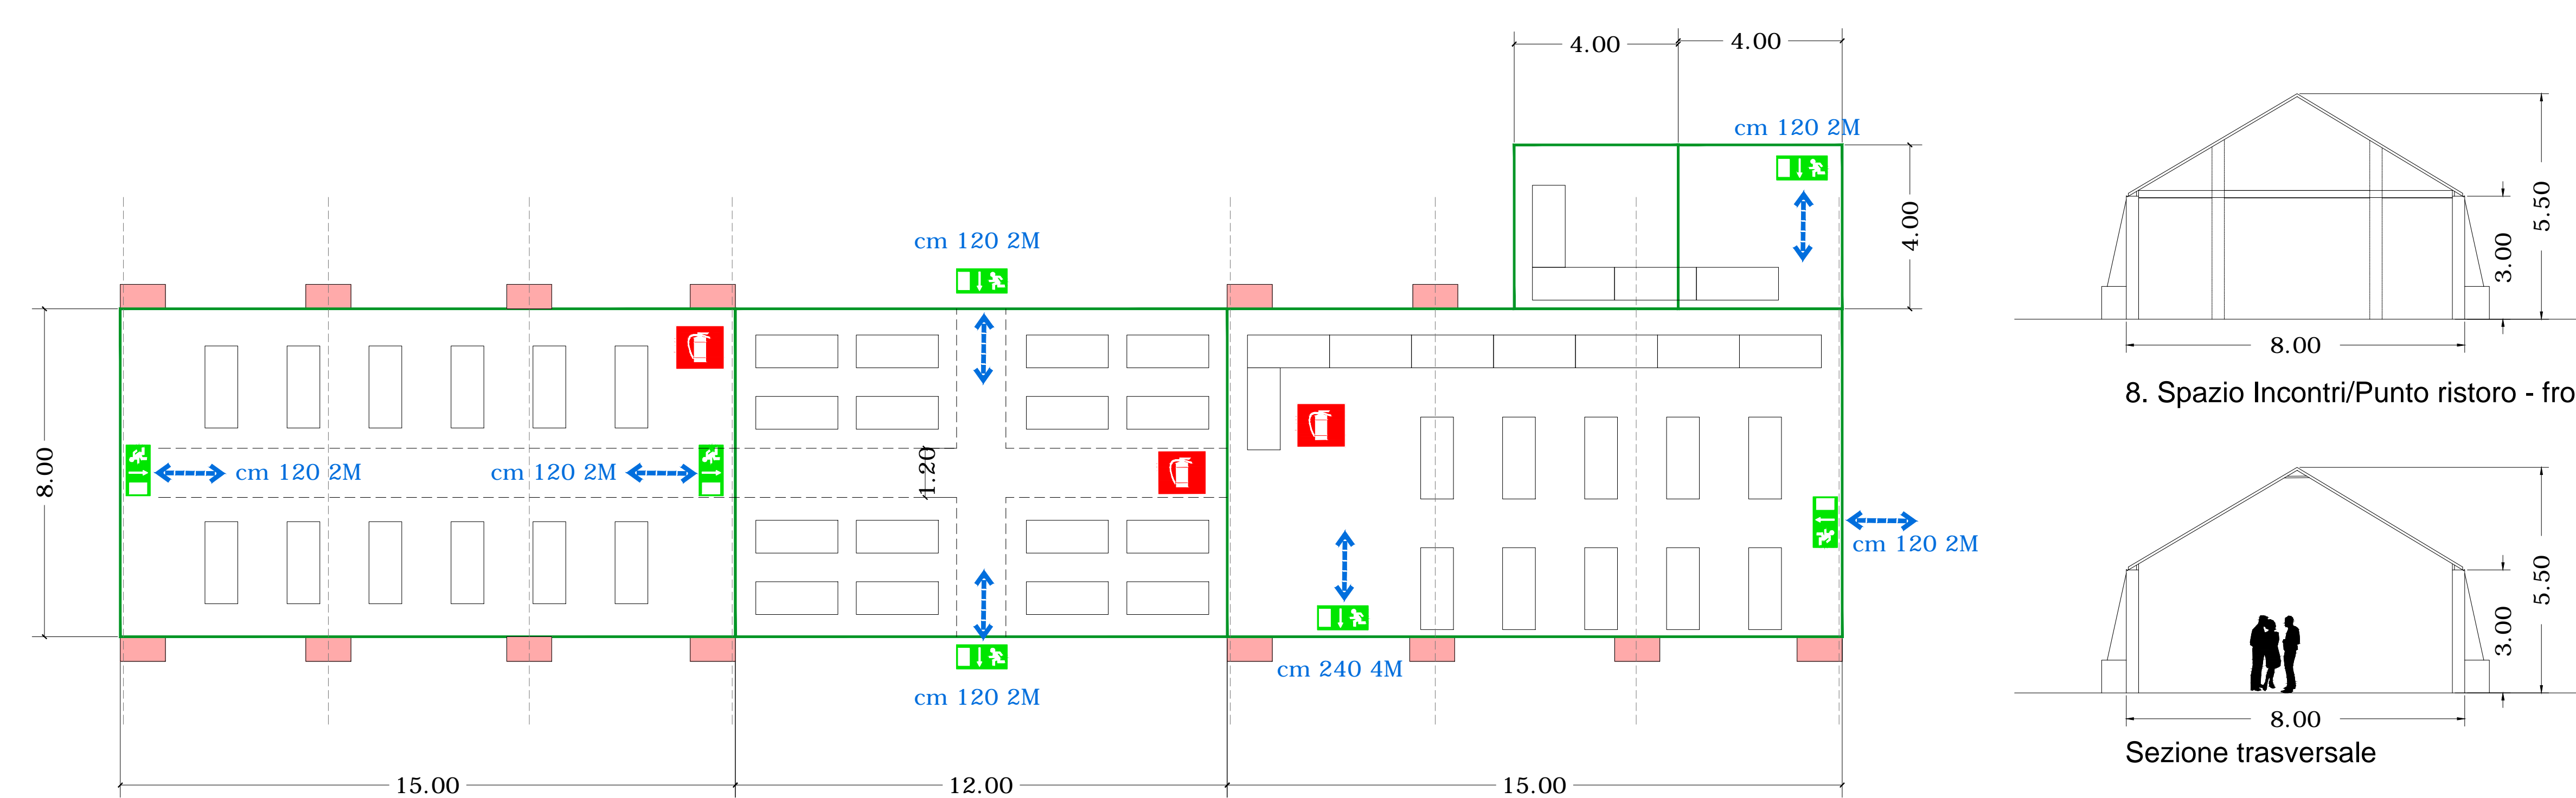 4.00
4.00
cm 120 2M
4.00
cm 120 2M
8.00
cm 120 2M
cm 120 2M
1.20
cm 120 2M
cm 240 4M
cm 120 2M
15.00
12.00
15.00
5.50
3.00
8.00
8. Spazio Incontri/Punto ristoro - fro
5.50
3.00
8.00
Sezione trasversale